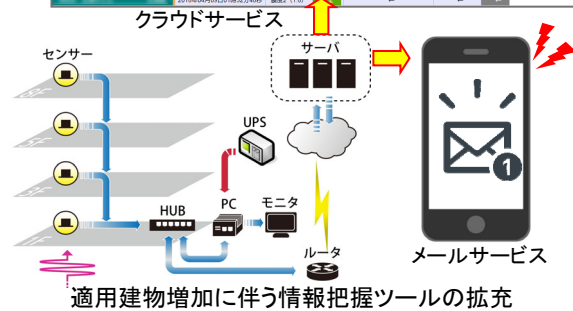 クラウドサービス
センサー
サーバ
UPS
HUB
PC
モニタ
ルータ
1
メールサービス
適用建物増加に伴う情報把握ツールの拡充